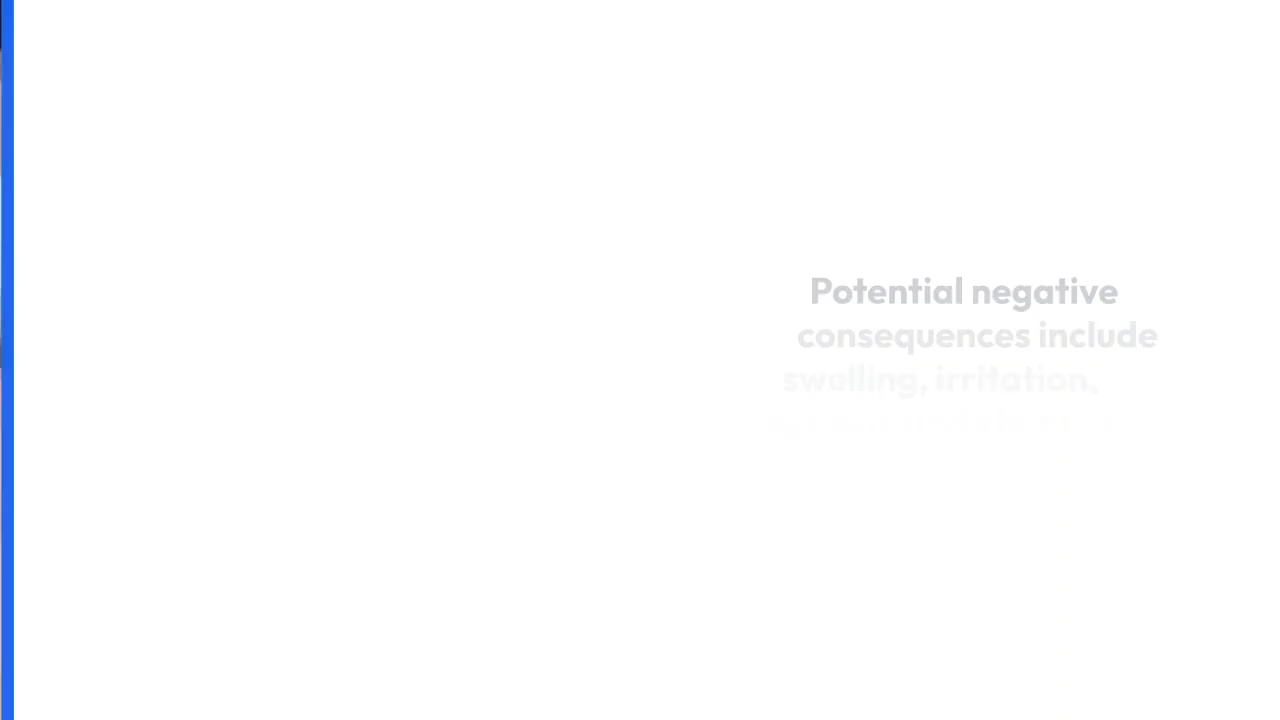 Potential negative
consequences include
swelling, irritation,